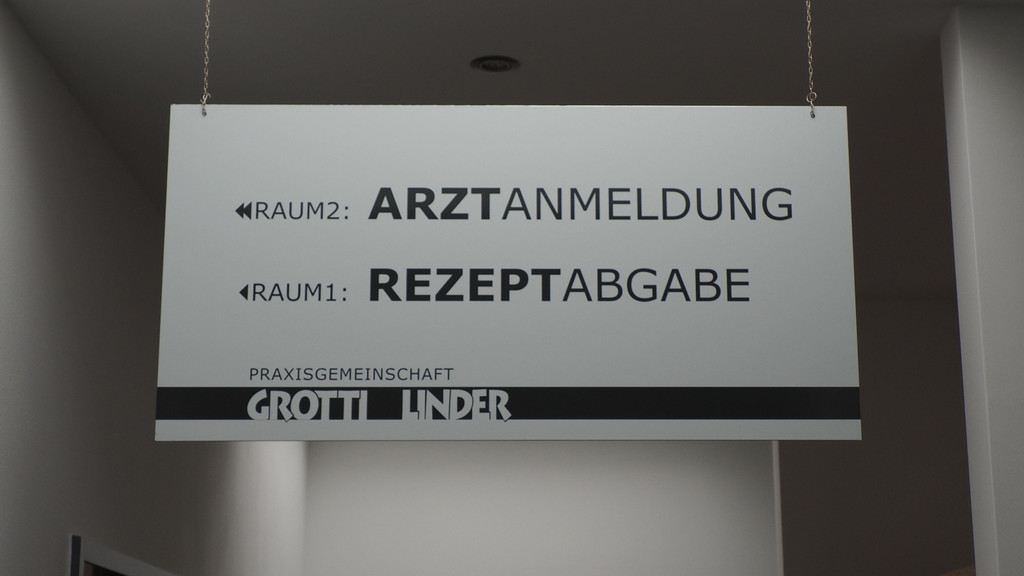 RAUM2: ARZTANMELDUNG
RAUM1: REZEPTABGABE
PRAXISGEMEINSCHAFT
GROTTI LINDER